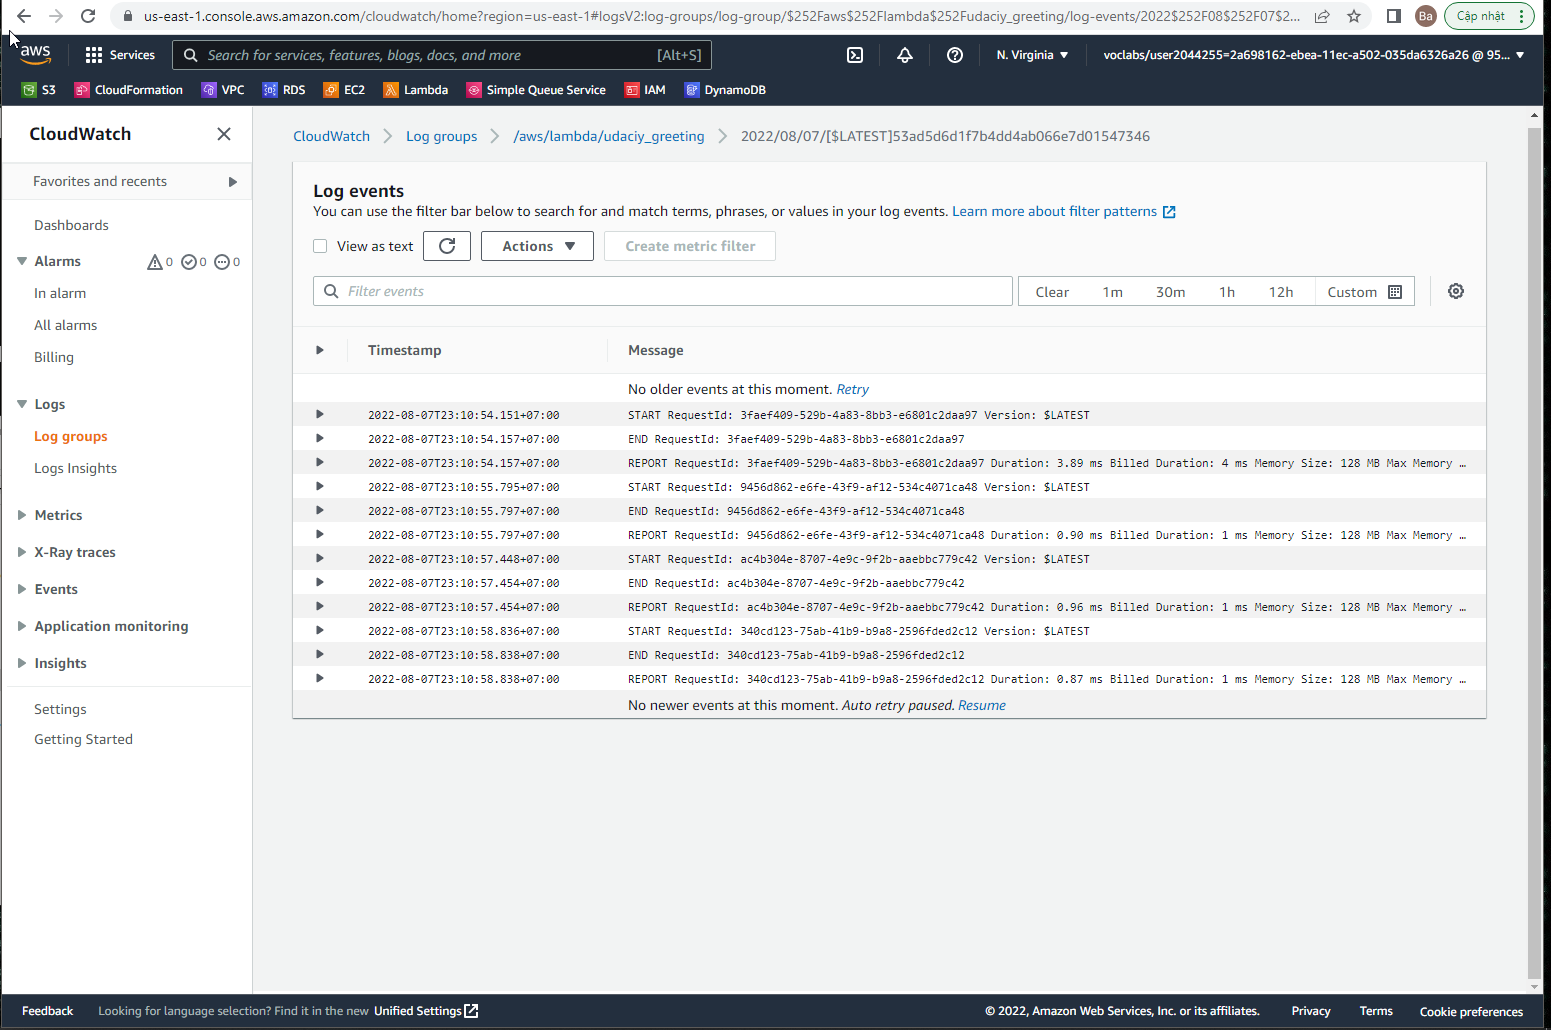 us-east-1.console.aws.amazon.com/cloudwatch/home?region=us-east-1#logsV2:log-groups/log-group/$252Faws$252Flambda$252Fudaciy_greeting/log-events/2022$252F08$252F07$2...
Ba
Cập nhật
aws
Services
Search for services, features, blogs, docs, and more
[Alt+S]
N. Virginia
voclabs/user2044255=2a698162-ebea-11ec-a502-035da6326a26 @ 95...
S3
CloudFormation
VPC
RDS
EC2
Lambda
Simple Queue Service
IAM
DynamoDB
CloudWatch
Favorites and recents
Dashboards
Alarms
0
0
0
In alarm
All alarms
Billing
Logs
Log groups
Logs Insights
Metrics
X-Ray traces
Events
Application monitoring
Insights
Settings
Getting Started
CloudWatch
Log groups
/aws/lambda/udaciy_greeting
2022/08/07/[$LATEST]53ad5d6d1f7b4dd4ab066e7d01547346
Log events
You can use the filter bar below to search for and match terms, phrases, or values in your log events. Learn more about filter patterns
View as text
Actions
Create metric filter
Filter events
Clear
1m
30m
1h
12h
Custom
Timestamp
Message
No older events at this moment. Retry
2022-08-07T23:10:54.151+07:00 START RequestId: 3faef409-529b-4a83-8bb3-e6801c2daa97 Version: $LATEST
2022-08-07T23:10:54.157+07:00 END RequestId: 3faef409-529b-4a83-8bb3-e6801c2daa97
2022-08-07T23:10:54.157+07:00 REPORT RequestId: 3faef409-529b-4a83-8bb3-e6801c2daa97 Duration: 3.89 ms Billed Duration: 4 ms Memory Size: 128 MB Max Memory …
2022-08-07T23:10:55.795+07:00 START RequestId: 9456d862-e6fe-43f9-af12-534c4071ca48 Version: $LATEST
2022-08-07T23:10:55.797+07:00 END RequestId: 9456d862-e6fe-43f9-af12-534c4071ca48
2022-08-07T23:10:55.797+07:00 REPORT RequestId: 9456d862-e6fe-43f9-af12-534c4071ca48 Duration: 0.90 ms Billed Duration: 1 ms Memory Size: 128 MB Max Memory …
2022-08-07T23:10:57.448+07:00 START RequestId: ac4b304e-8707-4e9c-9f2b-aaebbc779c42 Version: $LATEST
2022-08-07T23:10:57.454+07:00 END RequestId: ac4b304e-8707-4e9c-9f2b-aaebbc779c42
2022-08-07T23:10:57.454+07:00 REPORT RequestId: ac4b304e-8707-4e9c-9f2b-aaebbc779c42 Duration: 0.96 ms Billed Duration: 1 ms Memory Size: 128 MB Max Memory …
2022-08-07T23:10:58.836+07:00 START RequestId: 340cd123-75ab-41b9-b9a8-2596fded2c12 Version: $LATEST
2022-08-07T23:10:58.838+07:00 END RequestId: 340cd123-75ab-41b9-b9a8-2596fded2c12
2022-08-07T23:10:58.838+07:00 REPORT RequestId: 340cd123-75ab-41b9-b9a8-2596fded2c12 Duration: 0.87 ms Billed Duration: 1 ms Memory Size: 128 MB Max Memory …
No newer events at this moment. Auto retry paused. Resume
Feedback
Looking for language selection? Find it in the new Unified Settings
© 2022, Amazon Web Services, Inc. or its affiliates.
Privacy
Terms
Cookie preferences